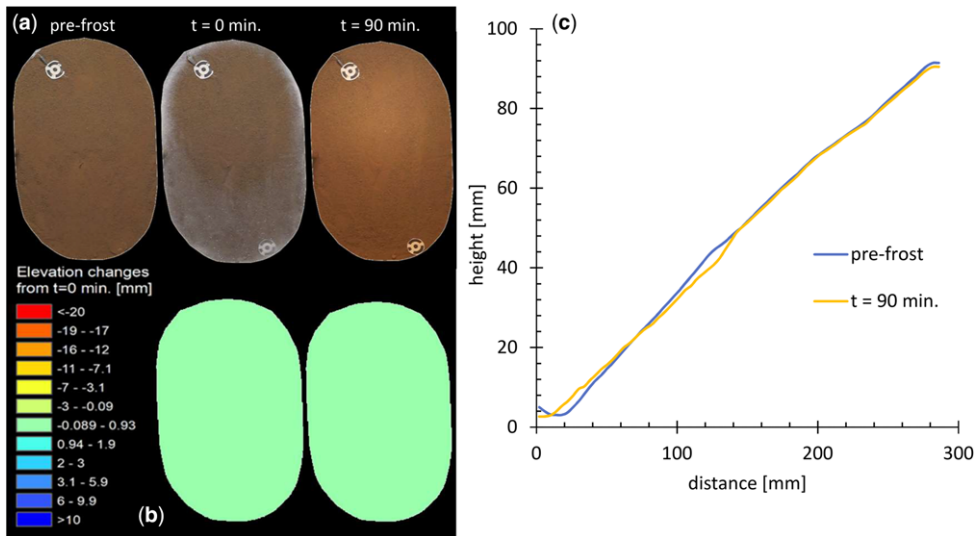 (a) pre-frost t = 0 min. t = 90 min.
Elevation changes
from t=0 min. [mm]
<-20
-19 - -17
-16 - -12
-11 - -7.1
-7 - -3.1
-3 - -0.09
-0.089 - 0.93
0.94 - 1.9
2 - 3
3.1 - 5.9
6 - 9.9
>10
(b)
(c)
height [mm]
100
80
60
40
20
0
0 100 200 300
distance [mm]
pre-frost
t = 90 min.